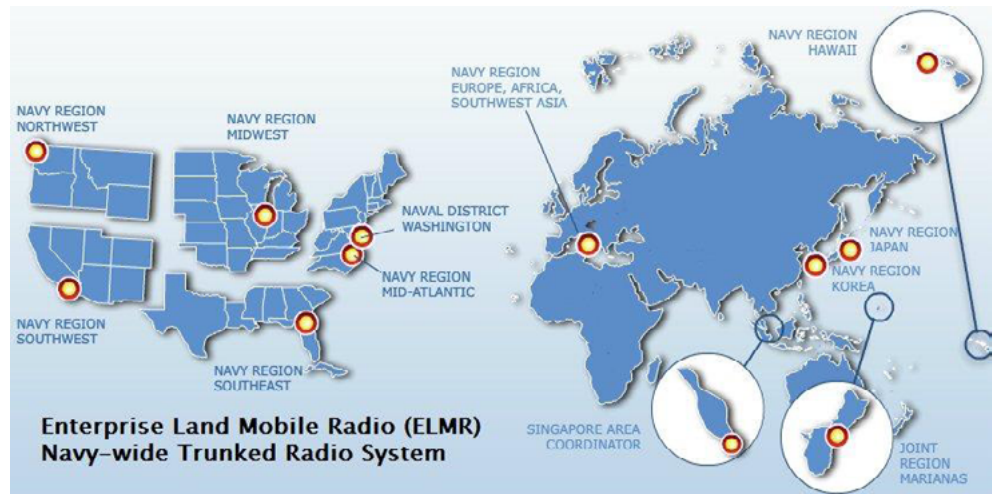 NAVY REGION
NORTHWEST
NAVY REGION
MIDWEST
NAVAL DISTRICT
WASHINGTON
NAVY REGION
MID-ATLANTIC
NAVY REGION
SOUTHWEST
NAVY REGION
SOUTHEAST
NAVY REGION
EUROPE, AFRICA,
SOUTHWEST ASIA
NAVY REGION
HAWAII
NAVY REGION
JAPAN
NAVY REGION
KOREA
SINGAPORE AREA
COORDINATOR
JOINT
REGION
MARIANAS
Enterprise Land Mobile Radio (ELMR)
Navy-wide Trunked Radio System